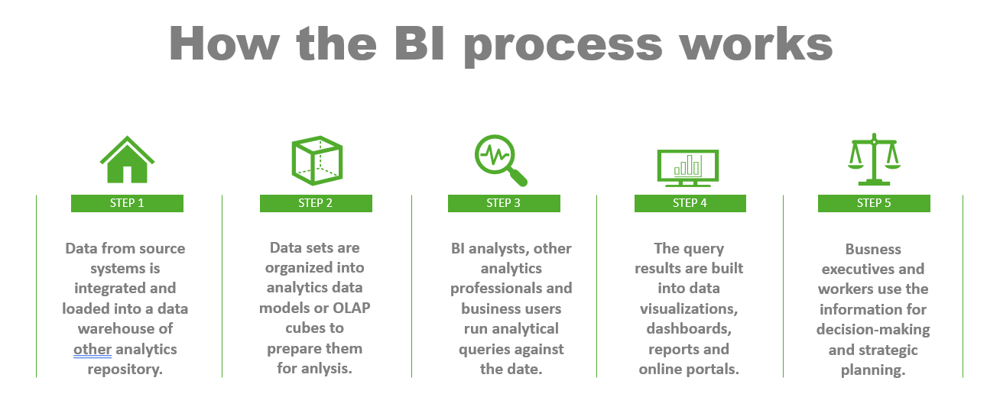 How the BI process works
STEP 1
Data from source
systems is
integrated and
loaded into a data
warehouse of
other analytics
repository.
STEP 2
Data sets are
organized into
analytics data
models or OLAP
cubes to
prepare them
for anlysis.
STEP 3
BI analysts, other
analytics
professionals and
business users
run analytical
queries against
the date.
STEP 4
The query
results are built
into data
visualizations,
dashboards,
reports and
online portals.
STEP 5
Busness
executives and
workers use the
information for
decision-making
and strategic
planning.